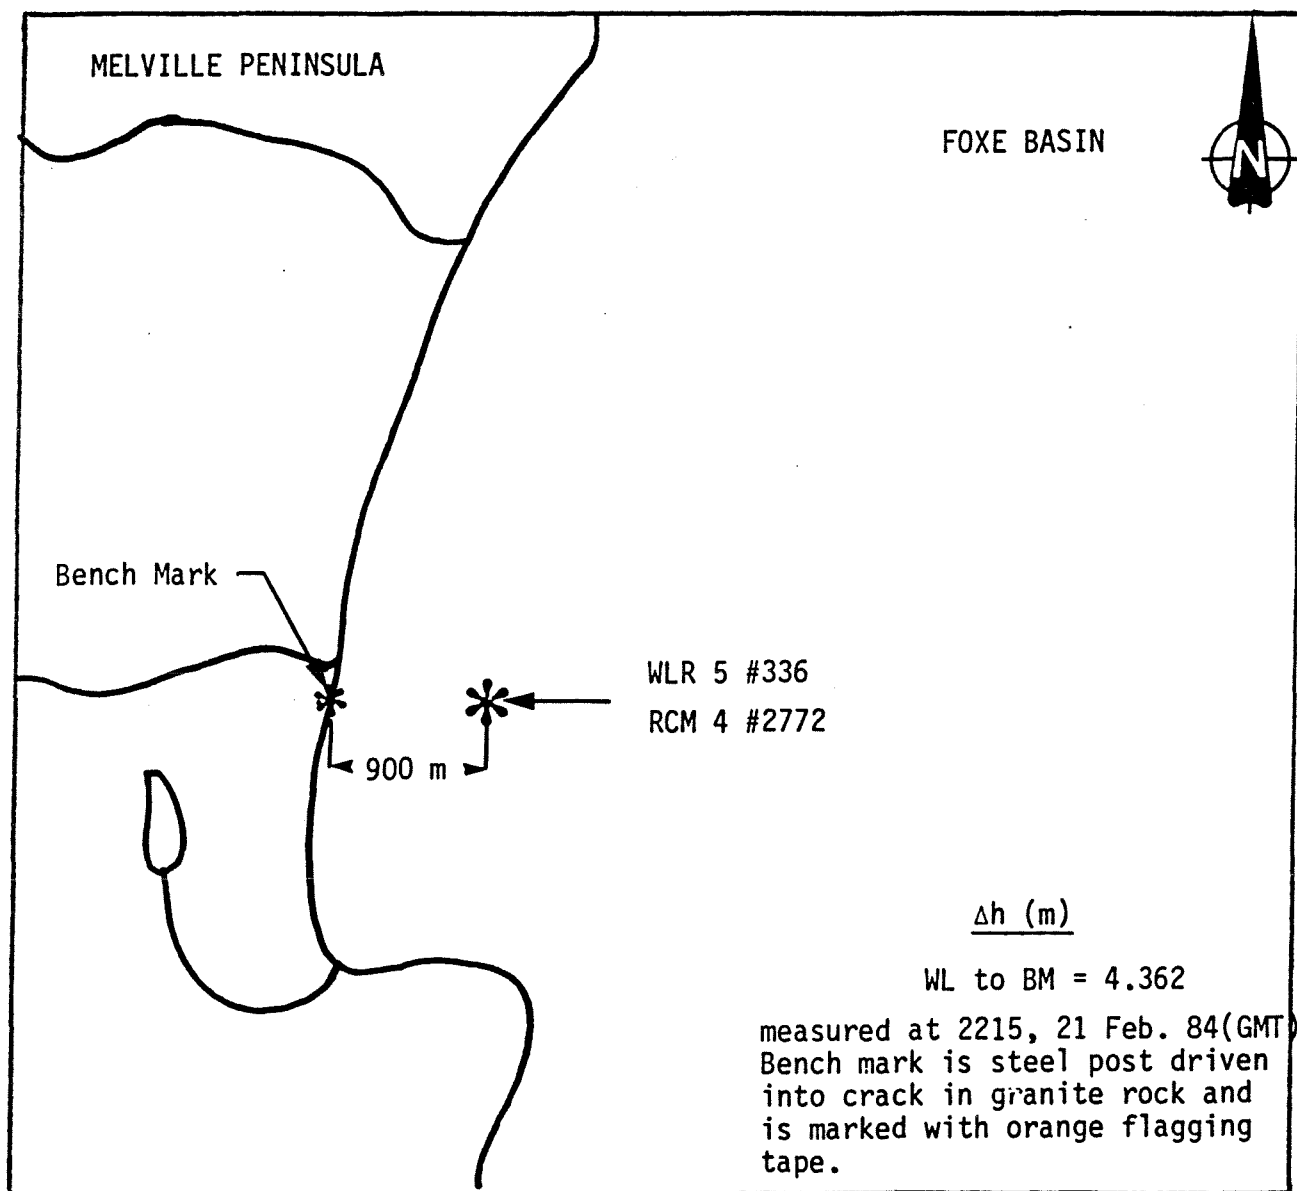 MELVILLE PENINSULA
FOXE BASIN
N
Bench Mark
WLR 5 #336
RCM 4 #2772
900 m
Δh (m)
WL to BM = 4.362
measured at 2215, 21 Feb. 84(GMT)
Bench mark is steel post driven
into crack in granite rock and
is marked with orange flagging
tape.